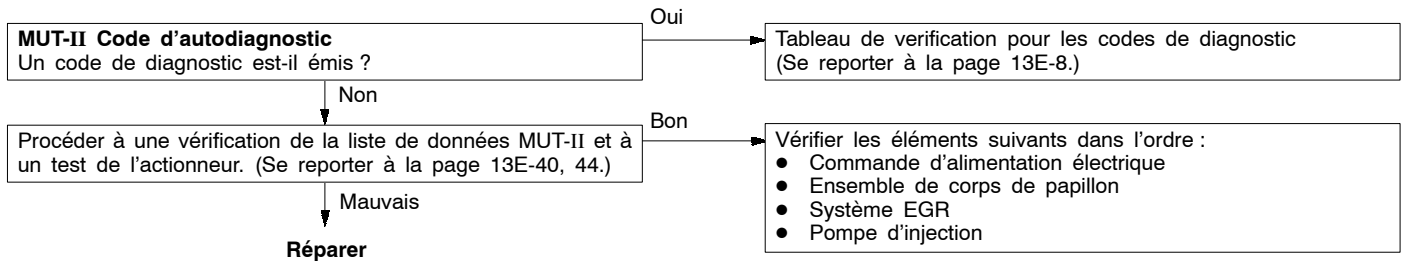 Oui
MUT-II Code d'autodiagnostic
Un code de diagnostic est-il émis ?
Tableau de verification pour les codes de diagnostic
(Se reporter à la page 13E-8.)
Non
Procéder à une vérification de la liste de données MUT-II et à
un test de l'actionneur. (Se reporter à la page 13E-40, 44.)
Bon
Vérifier les éléments suivants dans l'ordre :
● Commande d'alimentation électrique
● Ensemble de corps de papillon
● Système EGR
● Pompe d'injection
Mauvais
Réparer